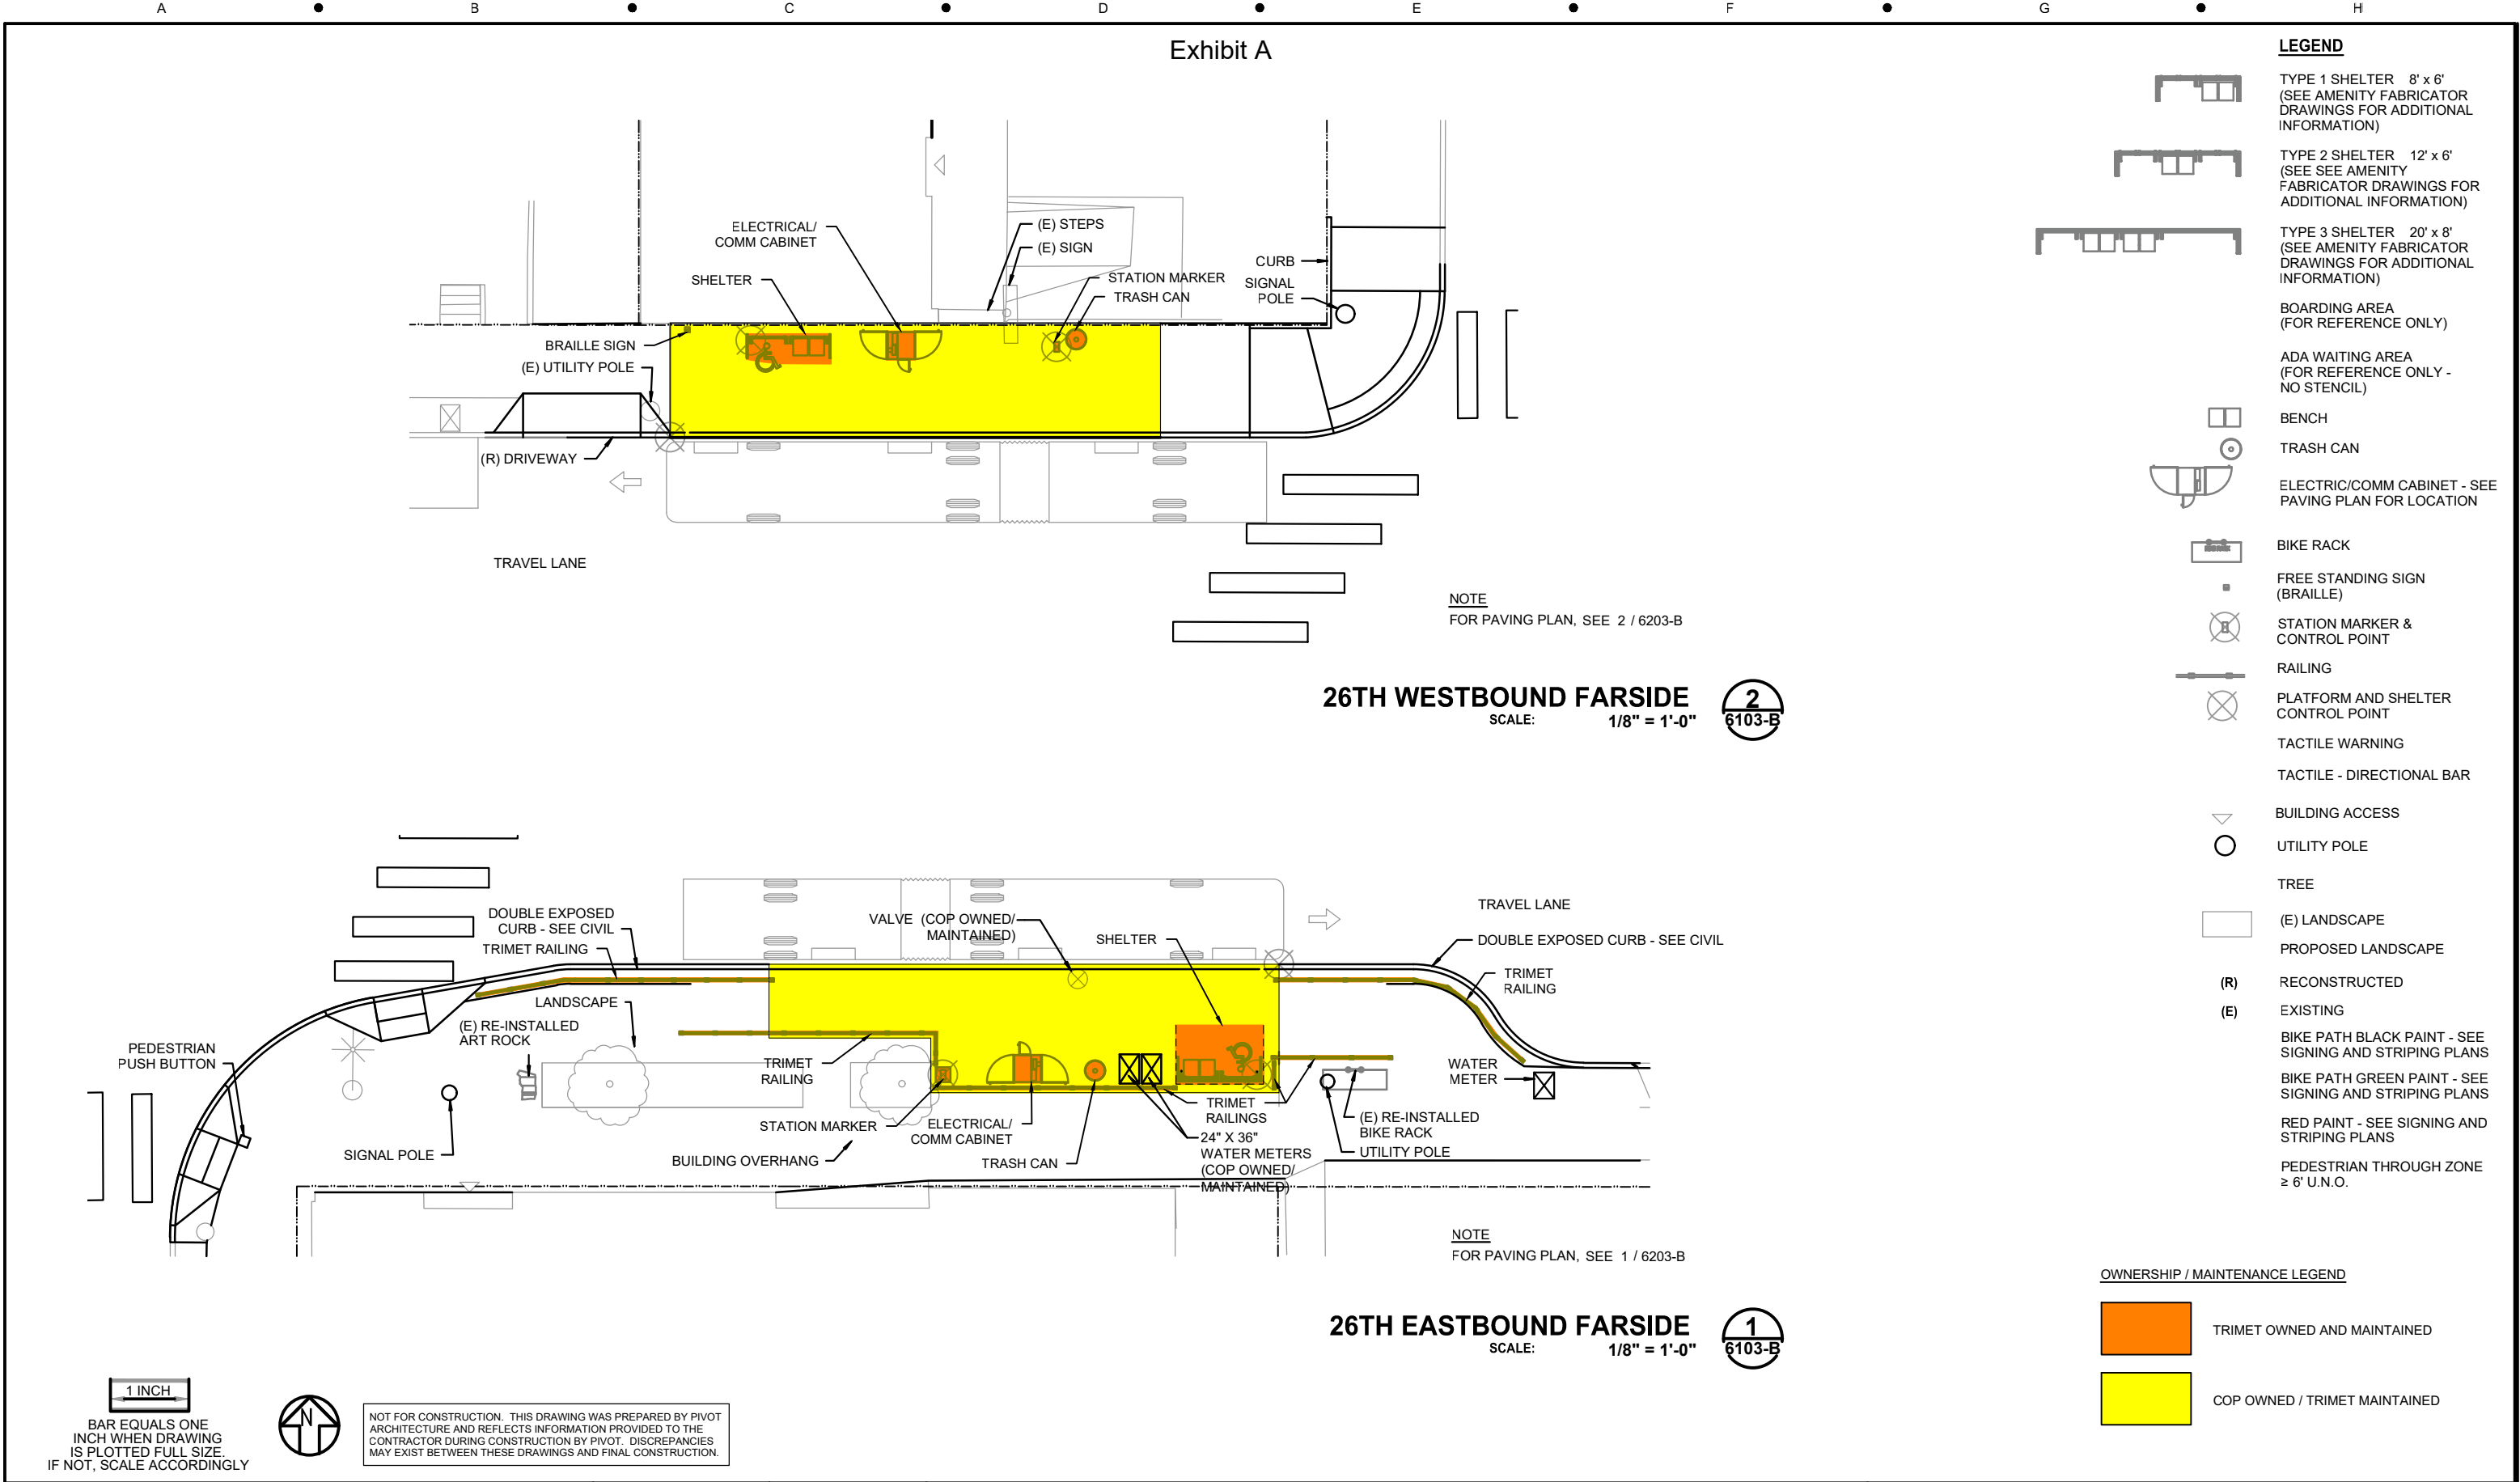 A B C D E F G H
Exhibit A
ELECTRICAL/
COMM CABINET
(E) STEPS
(E) SIGN
SHELTER
STATION MARKER
TRASH CAN
CURB
SIGNAL
POLE
BRAILLE SIGN
(E) UTILITY POLE
(R) DRIVEWAY
TRAVEL LANE
NOTE
FOR PAVING PLAN, SEE 2 / 6203-B
26TH WESTBOUND FARSIDE
SCALE: 1/8" = 1'-0"
2
6103-B
DOUBLE EXPOSED
CURB - SEE CIVIL
TRIMET RAILING
LANDSCAPE
(E) RE-INSTALLED
ART ROCK
PEDESTRIAN
PUSH BUTTON
SIGNAL POLE
VALVE (COP OWNED/
MAINTAINED)
SHELTER
TRAVEL LANE
DOUBLE EXPOSED CURB - SEE CIVIL
TRIMET
RAILING
TRIMET
RAILING
WATER
METER
STATION MARKER
ELECTRICAL/
COMM CABINET
BUILDING OVERHANG
TRASH CAN
TRIMET
RAILINGS
24" X 36"
WATER METERS
(COP OWNED/
MAINTAINED)
(E) RE-INSTALLED
BIKE RACK
UTILITY POLE
NOTE
FOR PAVING PLAN, SEE 1 / 6203-B
26TH EASTBOUND FARSIDE
SCALE: 1/8" = 1'-0"
1
6103-B
1 INCH
BAR EQUALS ONE
INCH WHEN DRAWING
IS PLOTTED FULL SIZE.
IF NOT, SCALE ACCORDINGLY
N
NOT FOR CONSTRUCTION. THIS DRAWING WAS PREPARED BY PIVOT
ARCHITECTURE AND REFLECTS INFORMATION PROVIDED TO THE
CONTRACTOR DURING CONSTRUCTION BY PIVOT. DISCREPANCIES
MAY EXIST BETWEEN THESE DRAWINGS AND FINAL CONSTRUCTION.
LEGEND
TYPE 1 SHELTER 8' x 6'
(SEE AMENITY FABRICATOR
DRAWINGS FOR ADDITIONAL
INFORMATION)
TYPE 2 SHELTER 12' x 6'
(SEE SEE AMENITY
FABRICATOR DRAWINGS FOR
ADDITIONAL INFORMATION)
TYPE 3 SHELTER 20' x 8'
(SEE AMENITY FABRICATOR
DRAWINGS FOR ADDITIONAL
INFORMATION)
BOARDING AREA
(FOR REFERENCE ONLY)
ADA WAITING AREA
(FOR REFERENCE ONLY -
NO STENCIL)
BENCH
TRASH CAN
ELECTRIC/COMM CABINET - SEE
PAVING PLAN FOR LOCATION
BIKE RACK
FREE STANDING SIGN
(BRAILLE)
STATION MARKER &
CONTROL POINT
RAILING
PLATFORM AND SHELTER
CONTROL POINT
TACTILE WARNING
TACTILE - DIRECTIONAL BAR
BUILDING ACCESS
UTILITY POLE
TREE
(E) LANDSCAPE
PROPOSED LANDSCAPE
(R) RECONSTRUCTED
(E) EXISTING
BIKE PATH BLACK PAINT - SEE
SIGNING AND STRIPING PLANS
BIKE PATH GREEN PAINT - SEE
SIGNING AND STRIPING PLANS
RED PAINT - SEE SIGNING AND
STRIPING PLANS
PEDESTRIAN THROUGH ZONE
≥ 6' U.N.O.
OWNERSHIP / MAINTENANCE LEGEND
TRIMET OWNED AND MAINTAINED
COP OWNED / TRIMET MAINTAINED